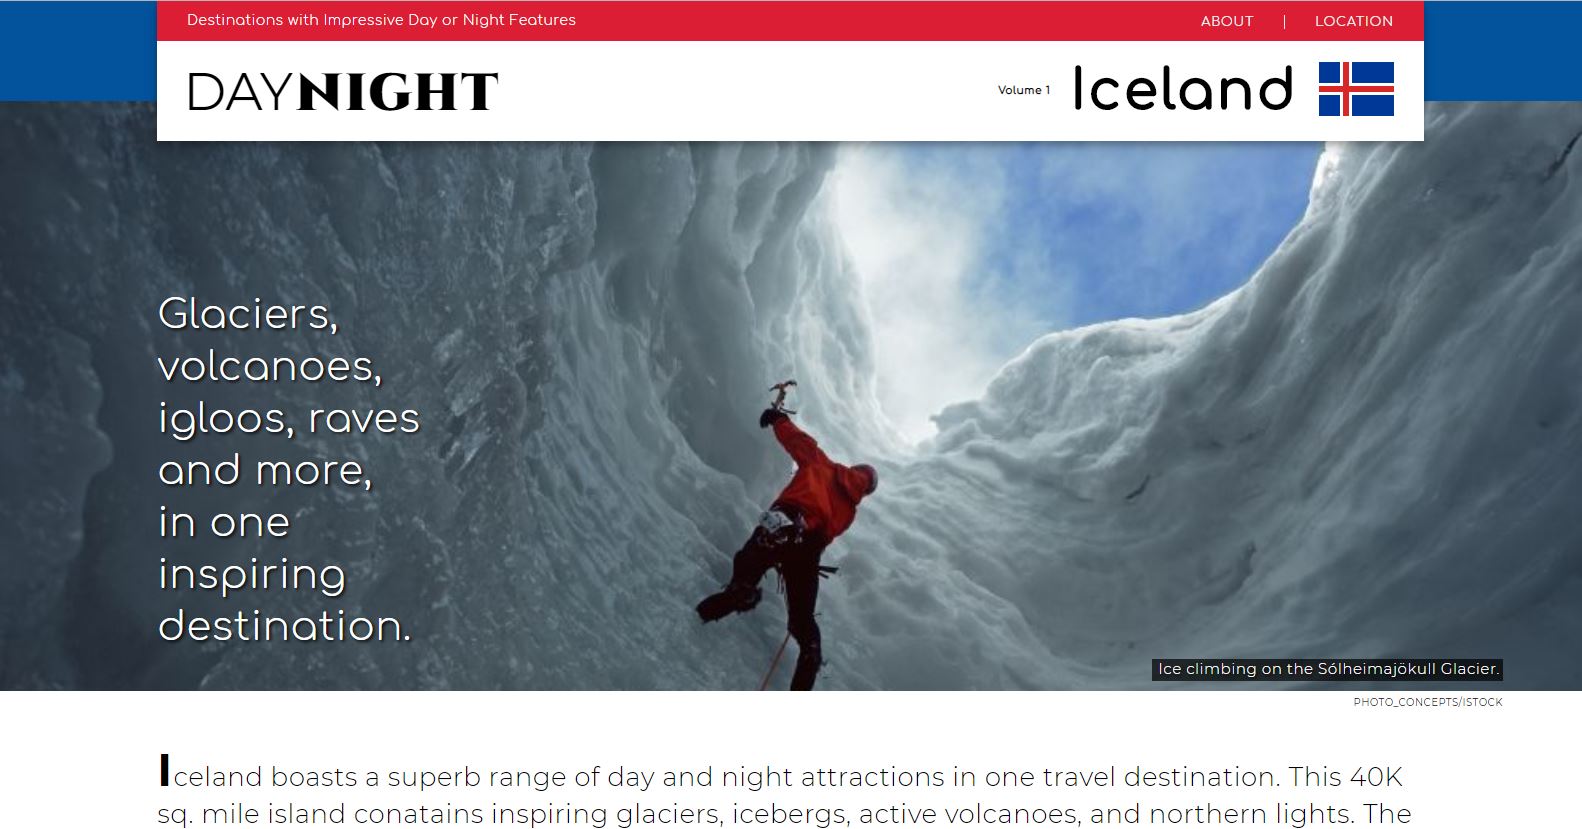 Destinations with Impressive Day or Night Features
ABOUT | LOCATION
DAYNIGHT
Volume 1
Iceland
Glaciers,
volcanoes,
igloos, raves
and more,
in one
inspiring
destination.
Ice climbing on the Sólheimajökull Glacier.
PHOTO_CONCEPTS/ISTOCK
Iceland boasts a superb range of day and night attractions in one travel destination. This 40K
sq. mile island conatains inspiring glaciers, icebergs, active volcanoes, and northern lights. The